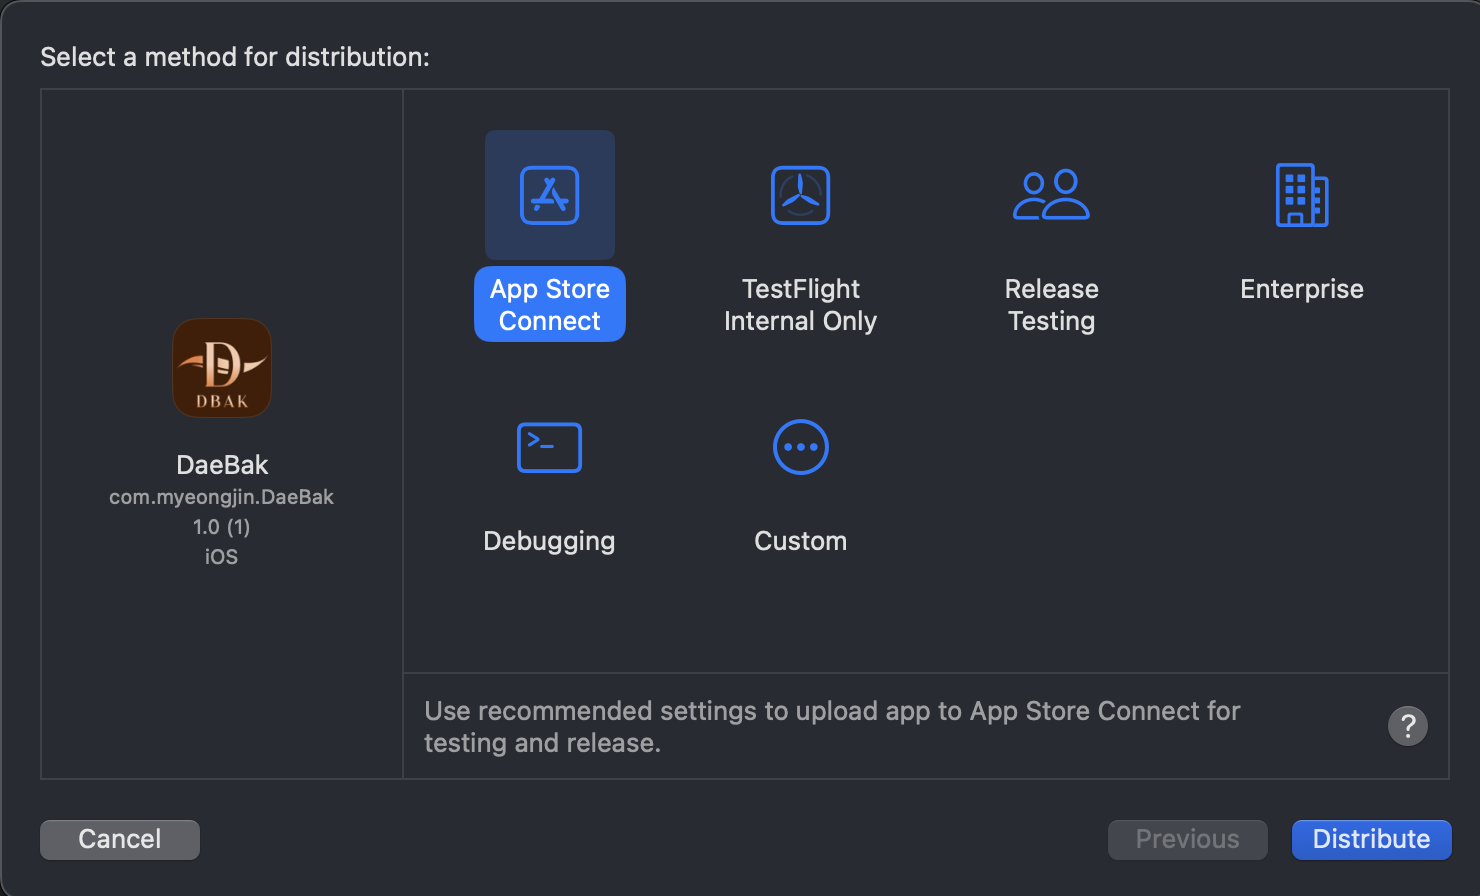 Select a method for distribution:
DBAK
DaeBak
com.myeongjin.DaeBak
1.0 (1)
iOS
App Store
Connect
TestFlight
Internal Only
Release
Testing
Enterprise
Debugging
Custom
Use recommended settings to upload app to App Store Connect for
testing and release.
?
Cancel
Previous
Distribute